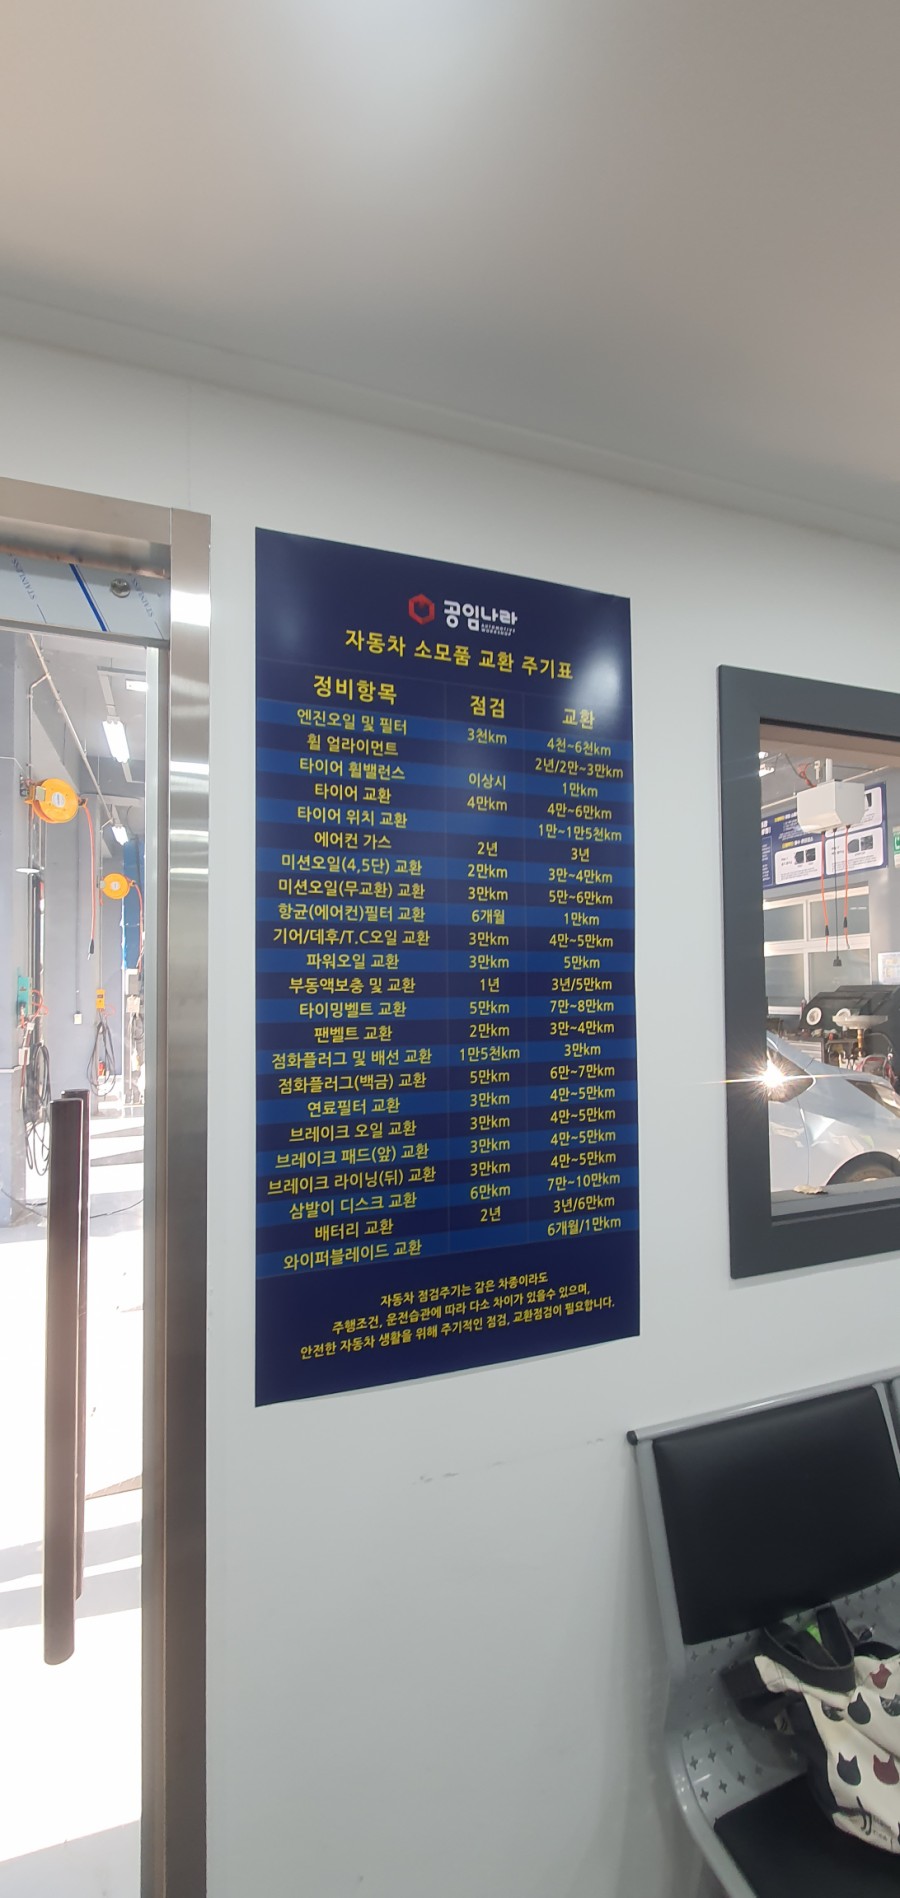 공임나라
AUTOMOTIVE
WORKSHOP
자동차 소모품 교환 주기표
정비항목 점검 교환
엔진오일 및 필터 3천km 4천~6천km
휠 얼라이먼트 2년/2만~3만km
타이어 휠밸런스 이상시 1만km
타이어 교환 4만km 4만~6만km
타이어 위치 교환 1만~1만5천km
에어컨 가스 2년 3년
미션오일(4,5단) 교환 2만km 3만~4만km
미션오일(무교환) 교환 3만km 5만~6만km
항균(에어컨)필터 교환 6개월 1만km
기어/데후/T.C오일 교환 3만km 4만~5만km
파워오일 교환 3만km 5만km
부동액보충 및 교환 1년 3년/5만km
타이밍벨트 교환 5만km 7만~8만km
팬벨트 교환 2만km 3만~4만km
점화플러그 및 배선 교환 1만5천km 3만km
점화플러그(백금) 교환 5만km 6만~7만km
연료필터 교환 3만km 4만~5만km
브레이크 오일 교환 3만km 4만~5만km
브레이크 패드(앞) 교환 3만km 4만~5만km
브레이크 라이닝(뒤) 교환 3만km 4만~5만km
삼발이 디스크 교환 6만km 7만~10만km
배터리 교환 2년 3년/6만km
와이퍼블레이드 교환 6개월/1만km
자동차 점검주기는 같은 차종이라도
주행조건, 운전습관에 따라 다소 차이가 있을수 있으며,
안전한 자동차 생활을 위해 주기적인 점검, 교환점검이 필요합니다.